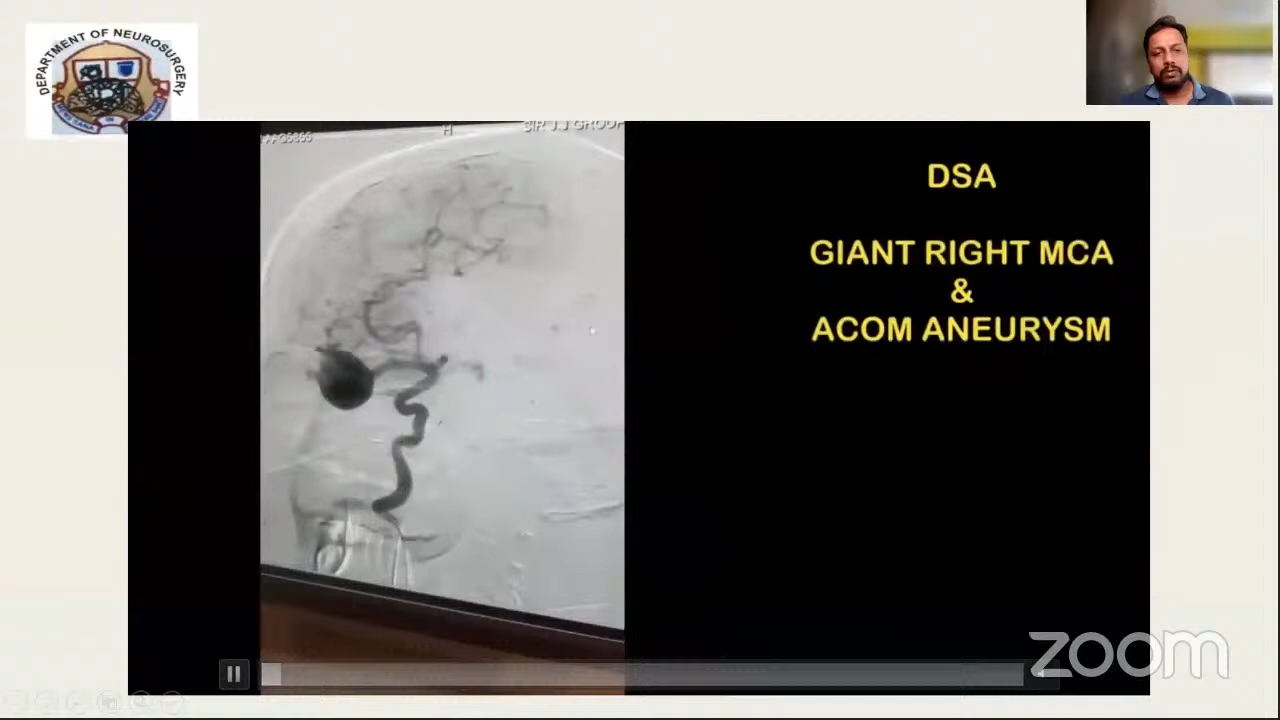 DEPARTMENT OF NEUROSURGERY
H
SIR J.J GROUP
DSA
GIANT RIGHT MCA
&
ACOM ANEURYSM
zoom